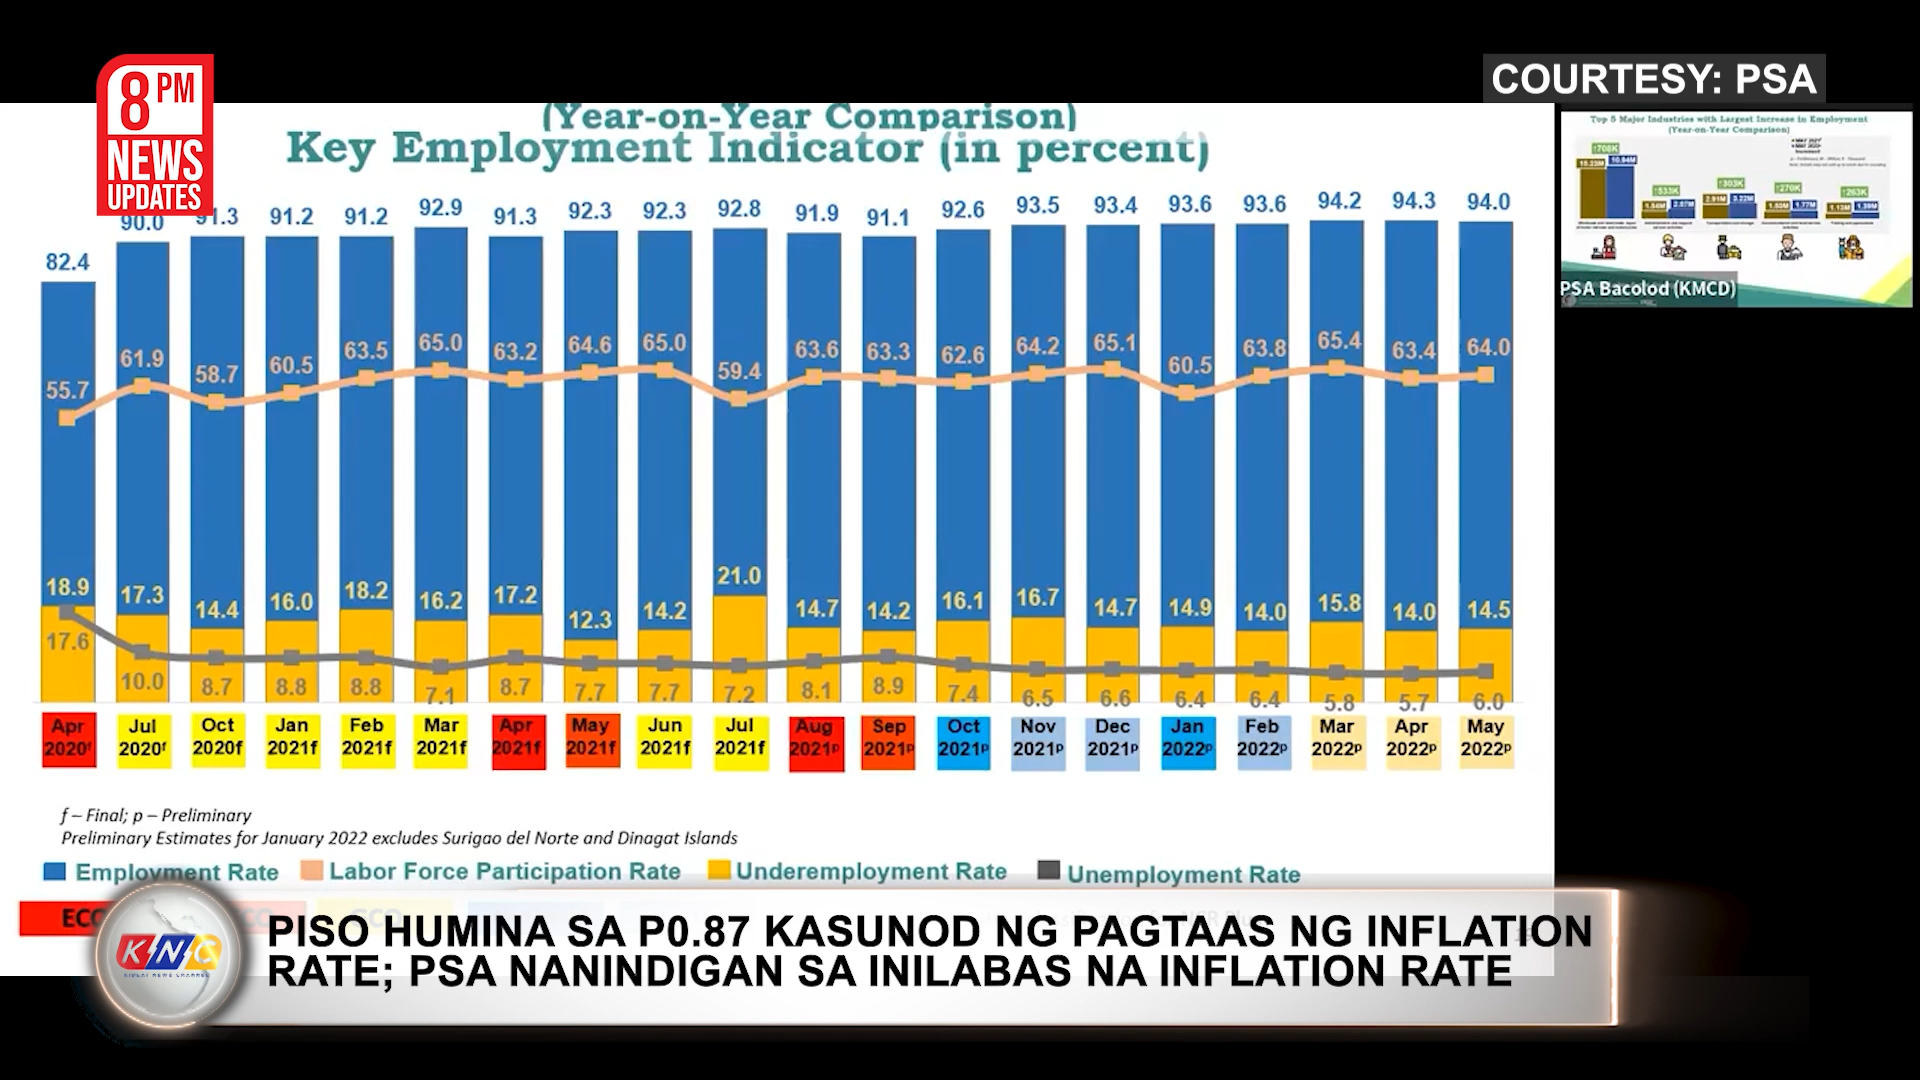 8 PM
NEWS
UPDATES
COURTESY: PSA
(Year-on-Year Comparison)
Key Employment Indicator (in percent)
82.4 90.0 91.3 91.2 91.2 92.9 91.3 92.3 92.3 92.8 91.9 91.1 92.6 93.5 93.4 93.6 93.6 94.2 94.3 94.0
55.7 61.9 58.7 60.5 63.5 65.0 63.2 64.6 65.0 59.4 63.6 63.3 62.6 64.2 65.1 60.5 63.8 65.4 63.4 64.0
18.9 17.3 14.4 16.0 18.2 16.2 17.2 12.3 14.2 21.0 14.7 14.2 16.1 16.7 14.7 14.9 14.0 15.8 14.0 14.5
17.6 10.0 8.7 8.8 8.8 7.1 8.7 7.7 7.7 7.2 8.1 8.9 7.4 6.5 6.6 6.4 6.4 5.8 5.7 6.0
Apr Jul Oct Jan Feb Mar Apr May Jun Jul Aug Sep Oct Nov Dec Jan Feb Mar Apr May
2020f 2020f 2020f 2021f 2021f 2021f 2021f 2021f 2021f 2021f 2021p 2021p 2021p 2021p 2021p 2022p 2022p 2022p 2022p 2022p
f – Final; p – Preliminary
Preliminary Estimates for January 2022 excludes Surigao del Norte and Dinagat Islands
Employment Rate Labor Force Participation Rate Underemployment Rate Unemployment Rate
Top 5 Major Industries with Largest Increase in Employment
(Year-on-Year Comparison)
↑708K
↑533K ↑303K ↑270K ↑263K
PSA Bacolod (KMCD)
KNC
PISO HUMINA SA P0.87 KASUNOD NG PAGTAAS NG INFLATION
RATE; PSA NANINDIGAN SA INILABAS NA INFLATION RATE